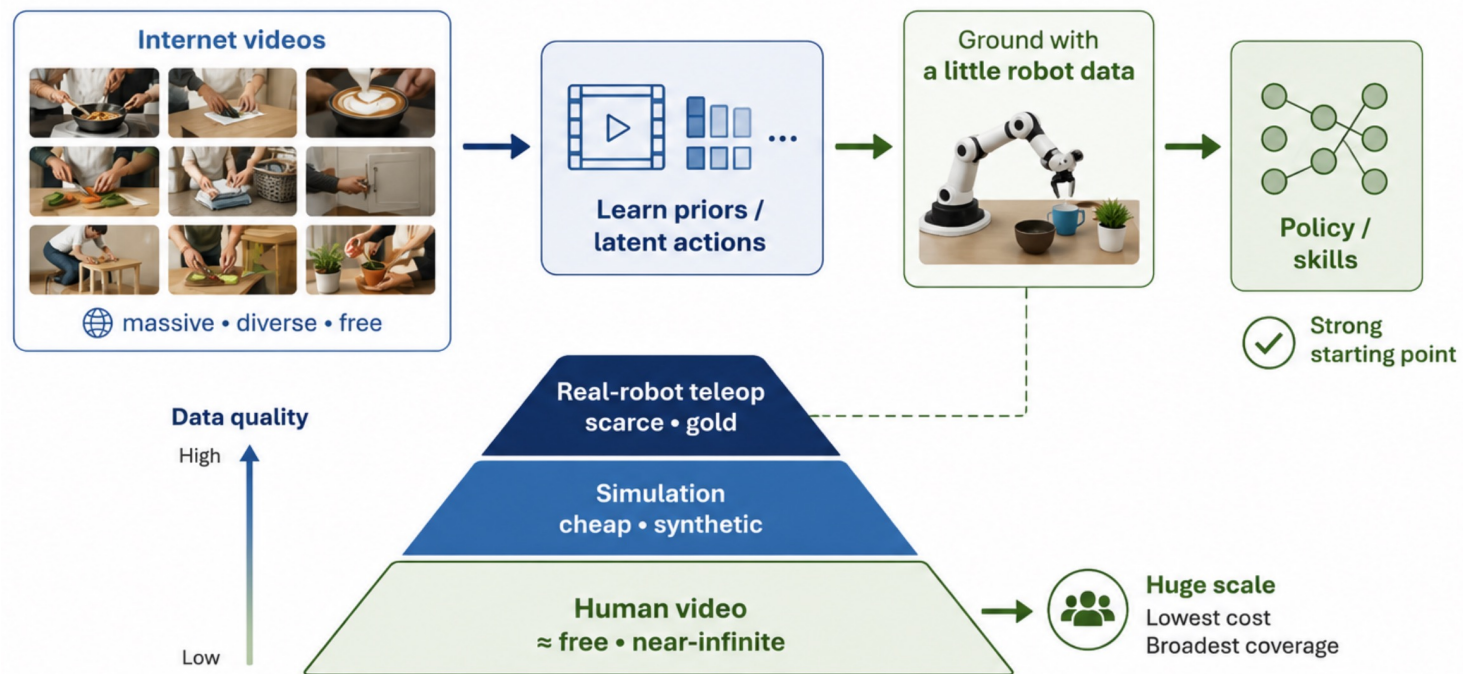 Internet videos
massive • diverse • free
Learn priors /
latent actions
Ground with
a little robot data
Policy /
skills
Strong
starting point
Data quality
High
Low
Real-robot teleop
scarce • gold
Simulation
cheap • synthetic
Human video
≈ free • near-infinite
Huge scale
Lowest cost
Broadest coverage